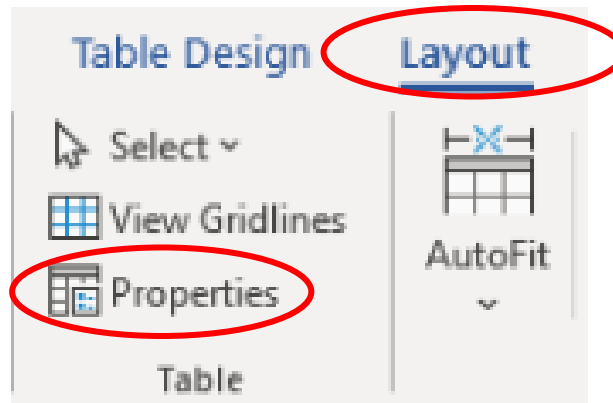 Table Design Layout
Select
View Gridlines
Properties
AutoFit
Table